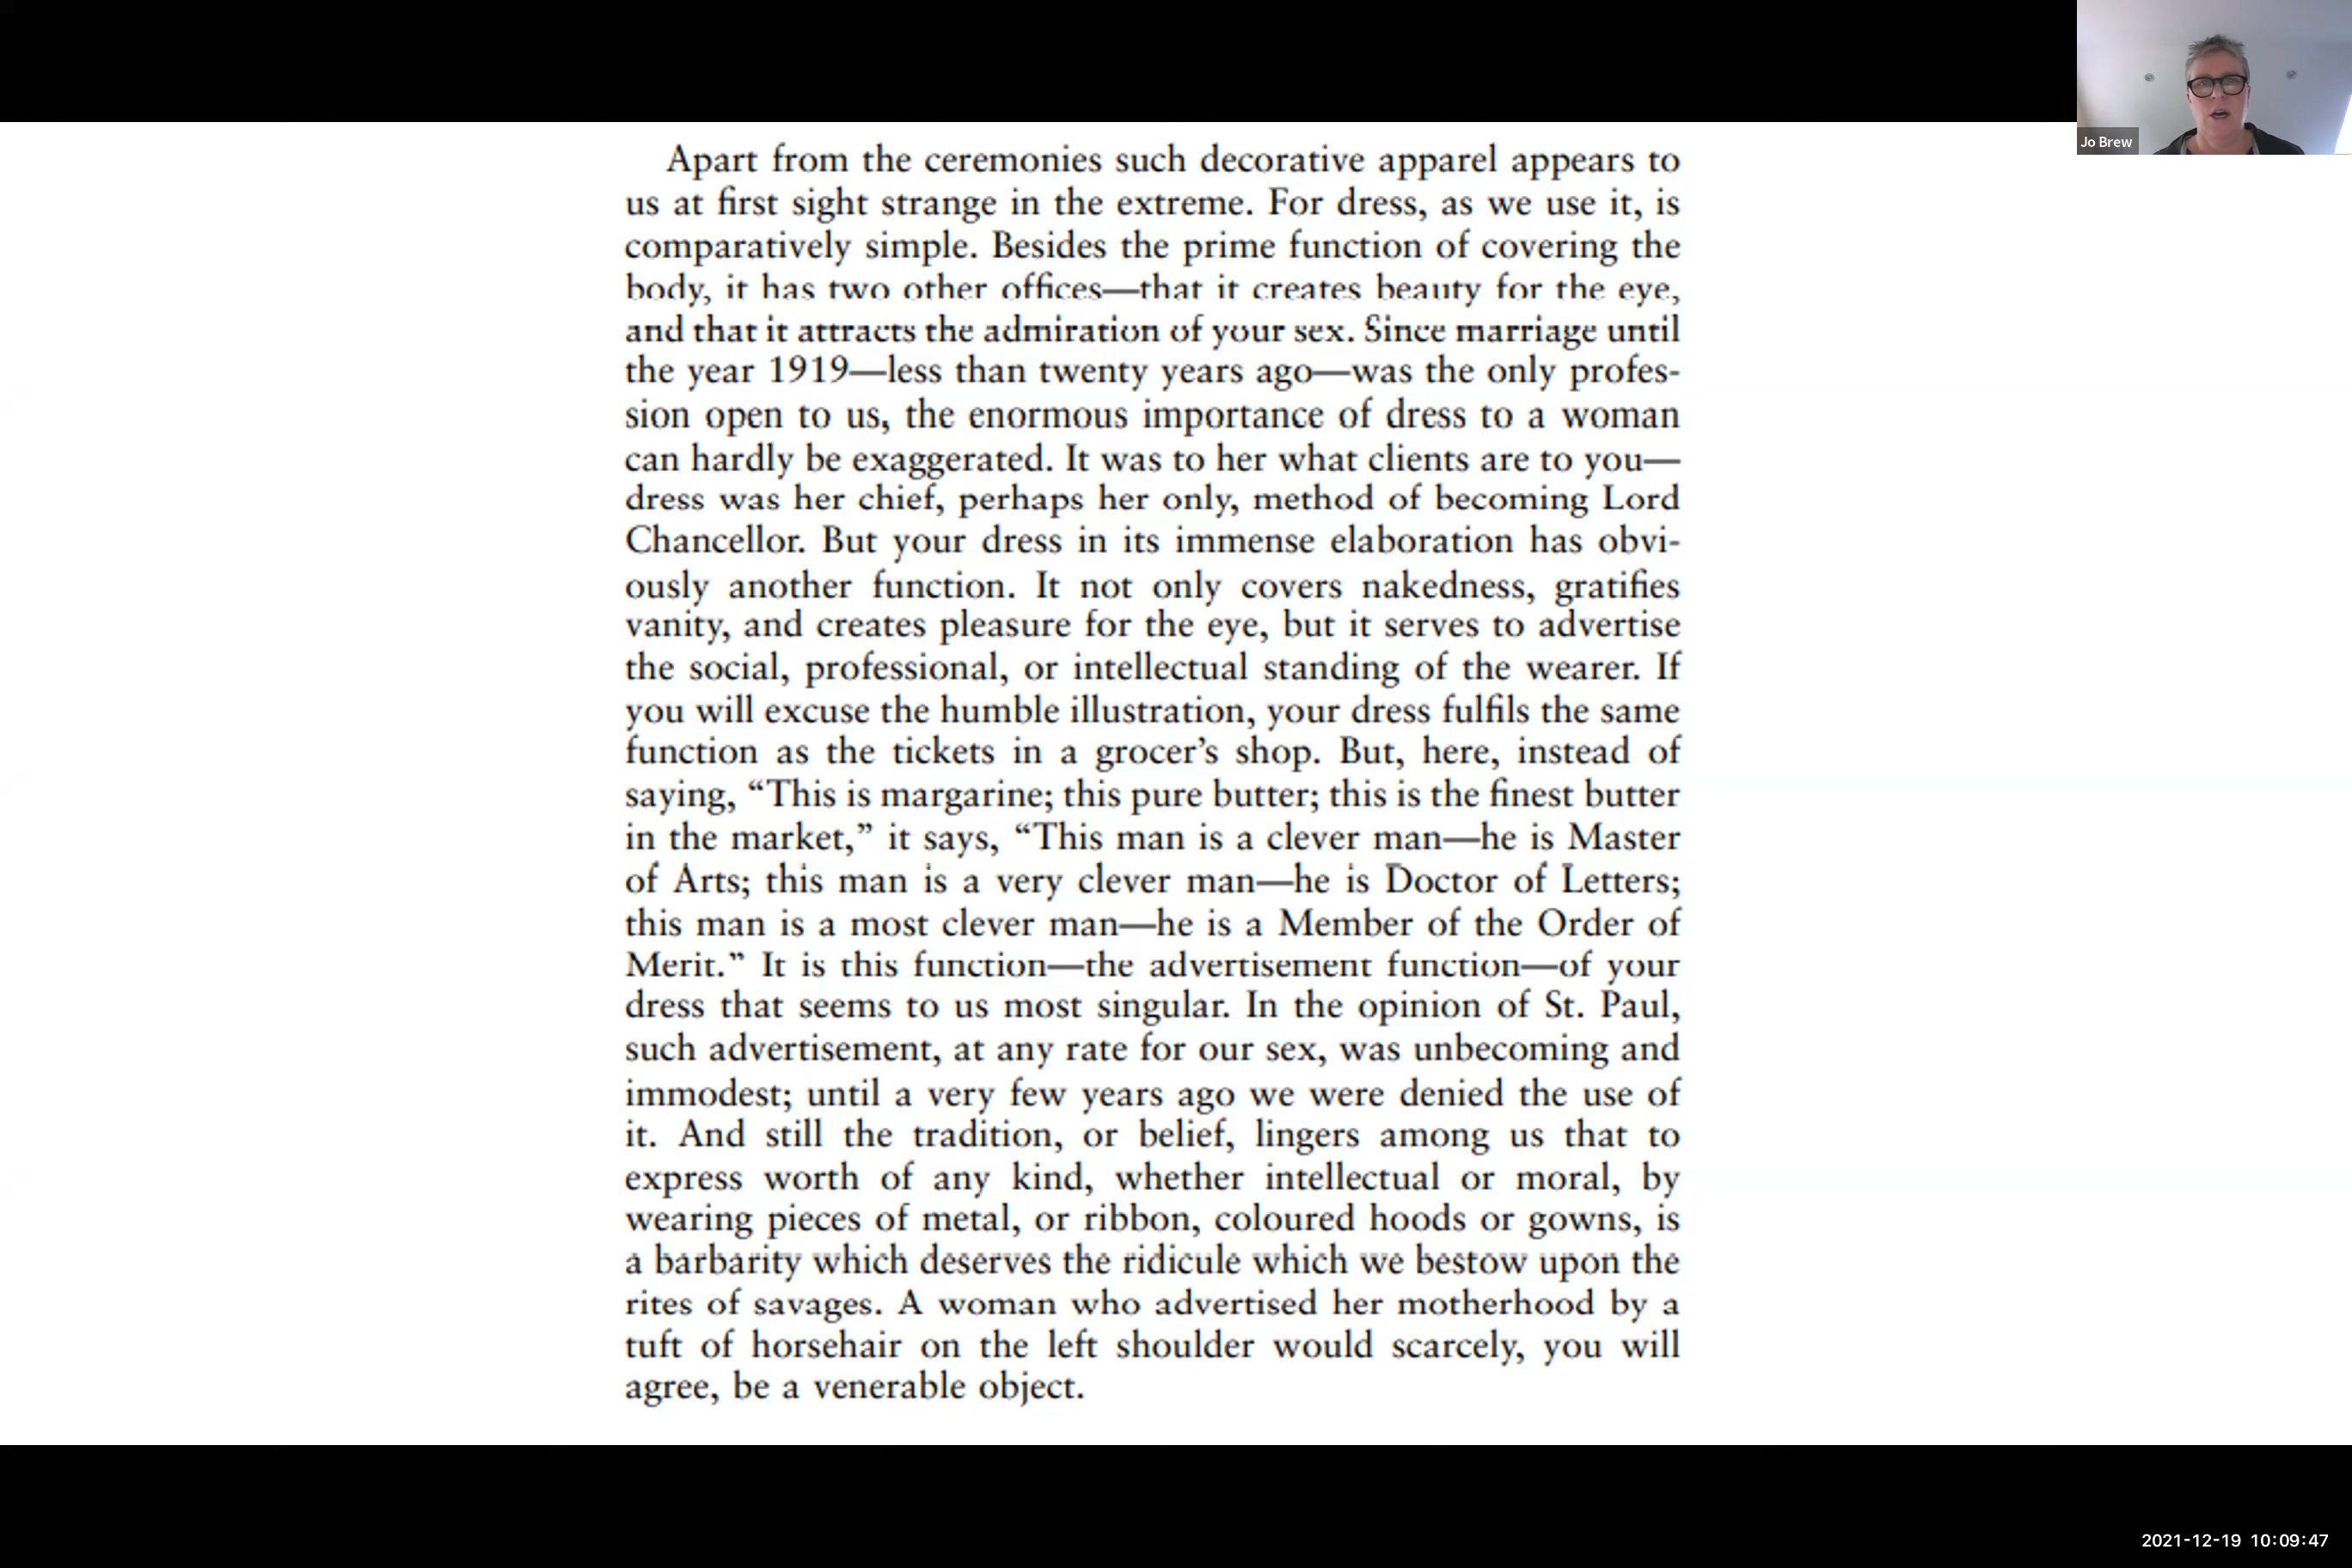 Jo Brew
Apart from the ceremonies such decorative apparel appears to
us at first sight strange in the extreme. For dress, as we use it, is
comparatively simple. Besides the prime function of covering the
body, it has two other offices—that it creates beauty for the eye,
and that it attracts the admiration of your sex. Since marriage until
the year 1919—less than twenty years ago—was the only profes-
sion open to us, the enormous importance of dress to a woman
can hardly be exaggerated. It was to her what clients are to you—
dress was her chief, perhaps her only, method of becoming Lord
Chancellor. But your dress in its immense elaboration has obvi-
ously another function. It not only covers nakedness, gratifies
vanity, and creates pleasure for the eye, but it serves to advertise
the social, professional, or intellectual standing of the wearer. If
you will excuse the humble illustration, your dress fulfils the same
function as the tickets in a grocer’s shop. But, here, instead of
saying, “This is margarine; this pure butter; this is the finest butter
in the market,” it says, “This man is a clever man—he is Master
of Arts; this man is a very clever man—he is Doctor of Letters;
this man is a most clever man—he is a Member of the Order of
Merit.” It is this function—the advertisement function—of your
dress that seems to us most singular. In the opinion of St. Paul,
such advertisement, at any rate for our sex, was unbecoming and
immodest; until a very few years ago we were denied the use of
it. And still the tradition, or belief, lingers among us that to
express worth of any kind, whether intellectual or moral, by
wearing pieces of metal, or ribbon, coloured hoods or gowns, is
a barbarity which deserves the ridicule which we bestow upon the
rites of savages. A woman who advertised her motherhood by a
tuft of horsehair on the left shoulder would scarcely, you will
agree, be a venerable object.
2021-12-19 10:09:47